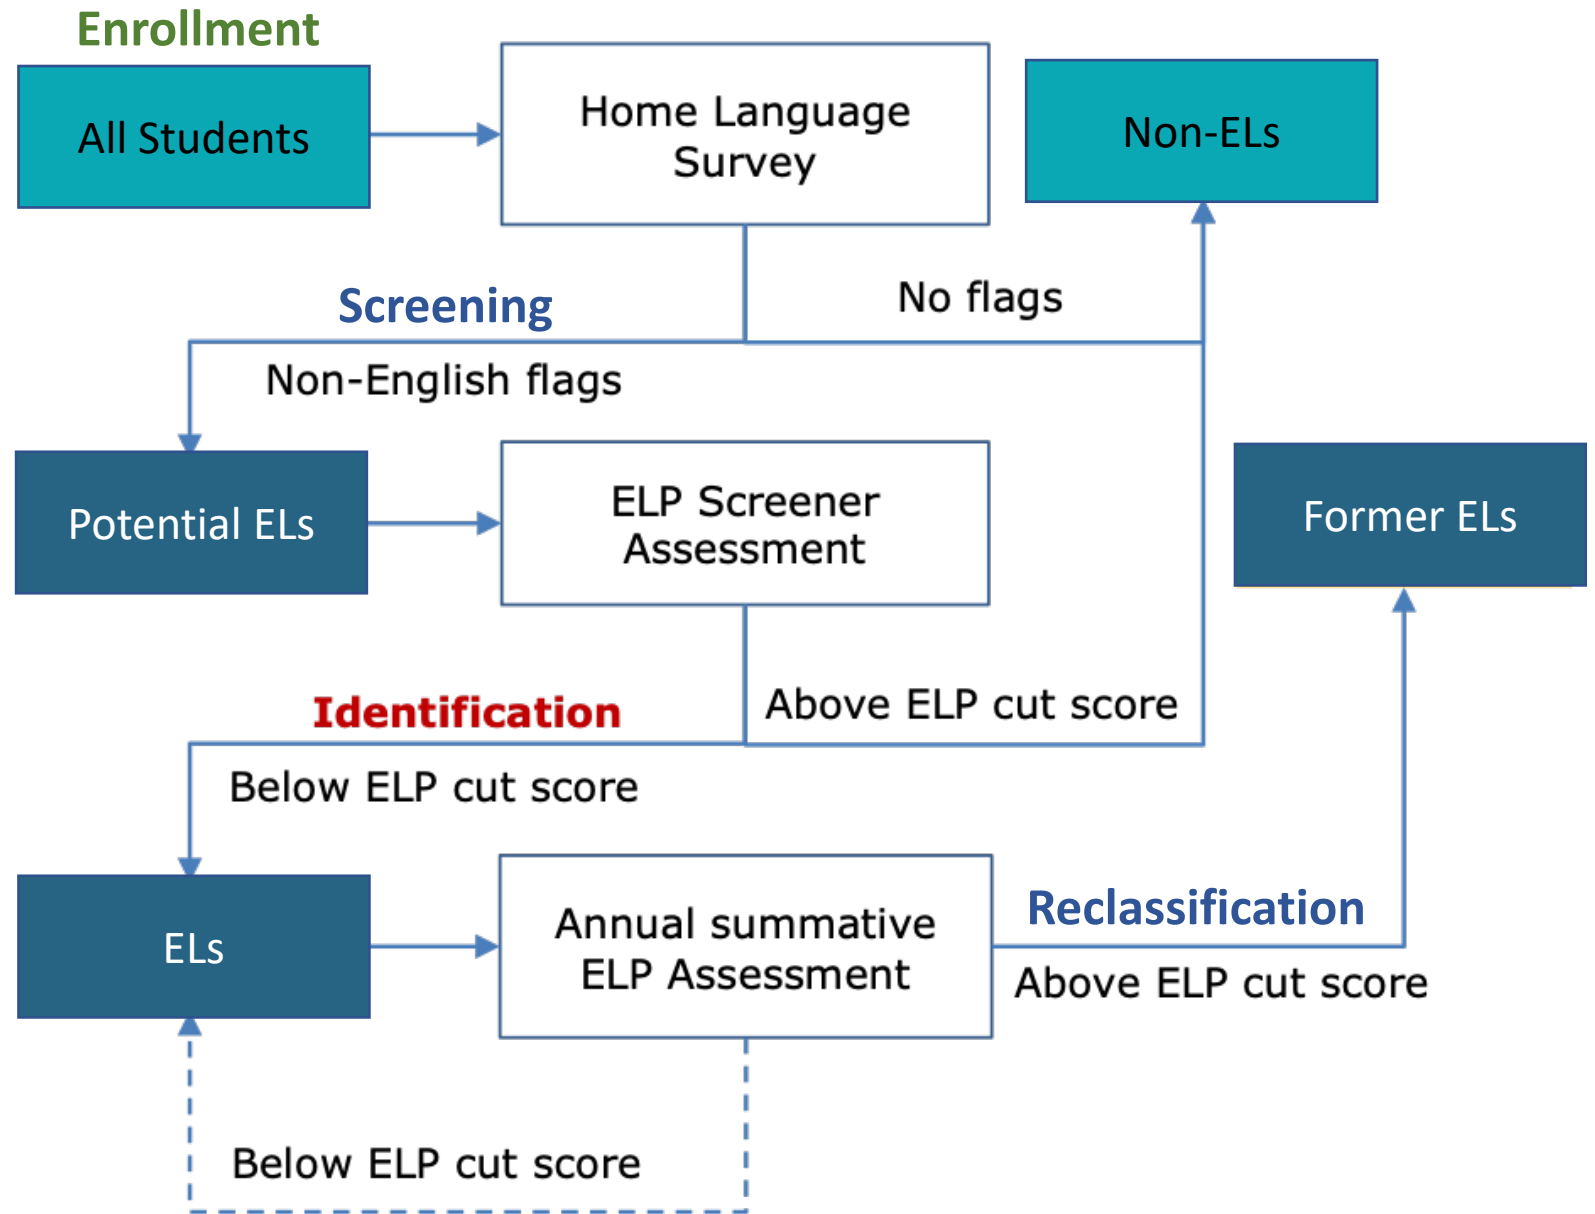 Enrollment
All Students
Home Language
Survey
Non-ELs
Screening
No flags
Non-English flags
Potential ELs
ELP Screener
Assessment
Former ELs
Identification
Above ELP cut score
Below ELP cut score
ELs
Annual summative
ELP Assessment
Reclassification
Above ELP cut score
Below ELP cut score